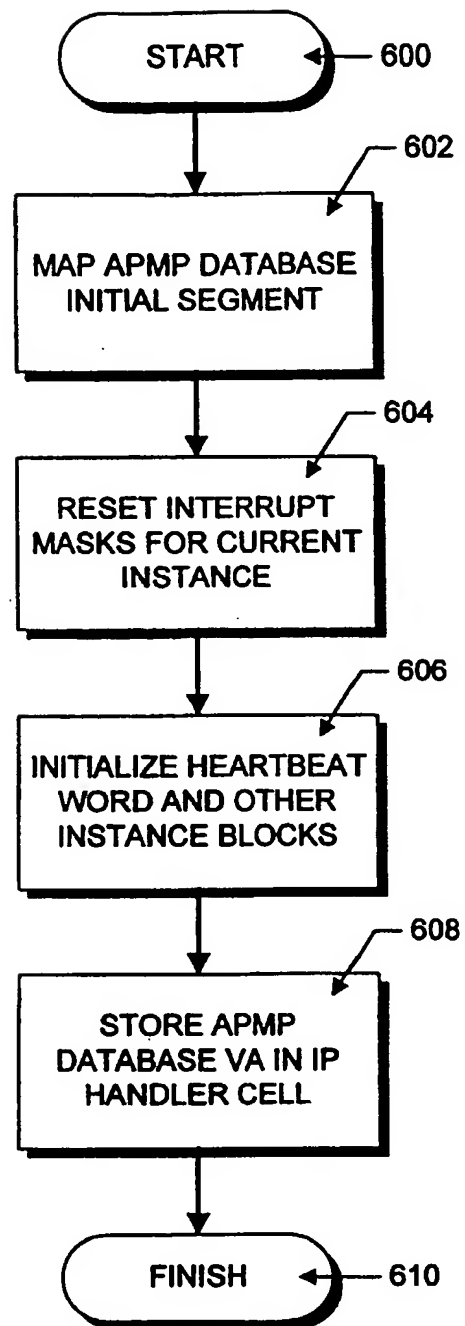 START
600
602
MAP APMP DATABASE
INITIAL SEGMENT
604
RESET INTERRUPT
MASKS FOR CURRENT
INSTANCE
606
INITIALIZE HEARTBEAT
WORD AND OTHER
INSTANCE BLOCKS
608
STORE APMP
DATABASE VA IN IP
HANDLER CELL
FINISH
610